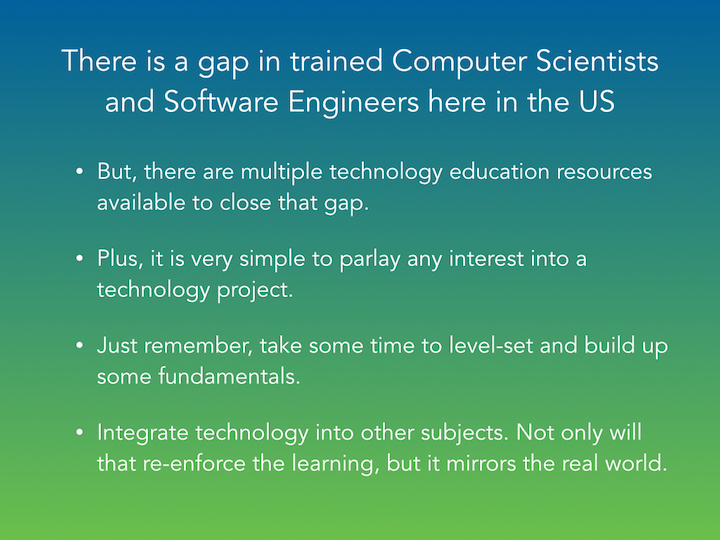 There is a gap in trained Computer Scientists
and Software Engineers here in the US
• But, there are multiple technology education resources
available to close that gap.
• Plus, it is very simple to parlay any interest into a
technology project.
• Just remember, take some time to level-set and build up
some fundamentals.
• Integrate technology into other subjects. Not only will
that re-enforce the learning, but it mirrors the real world.